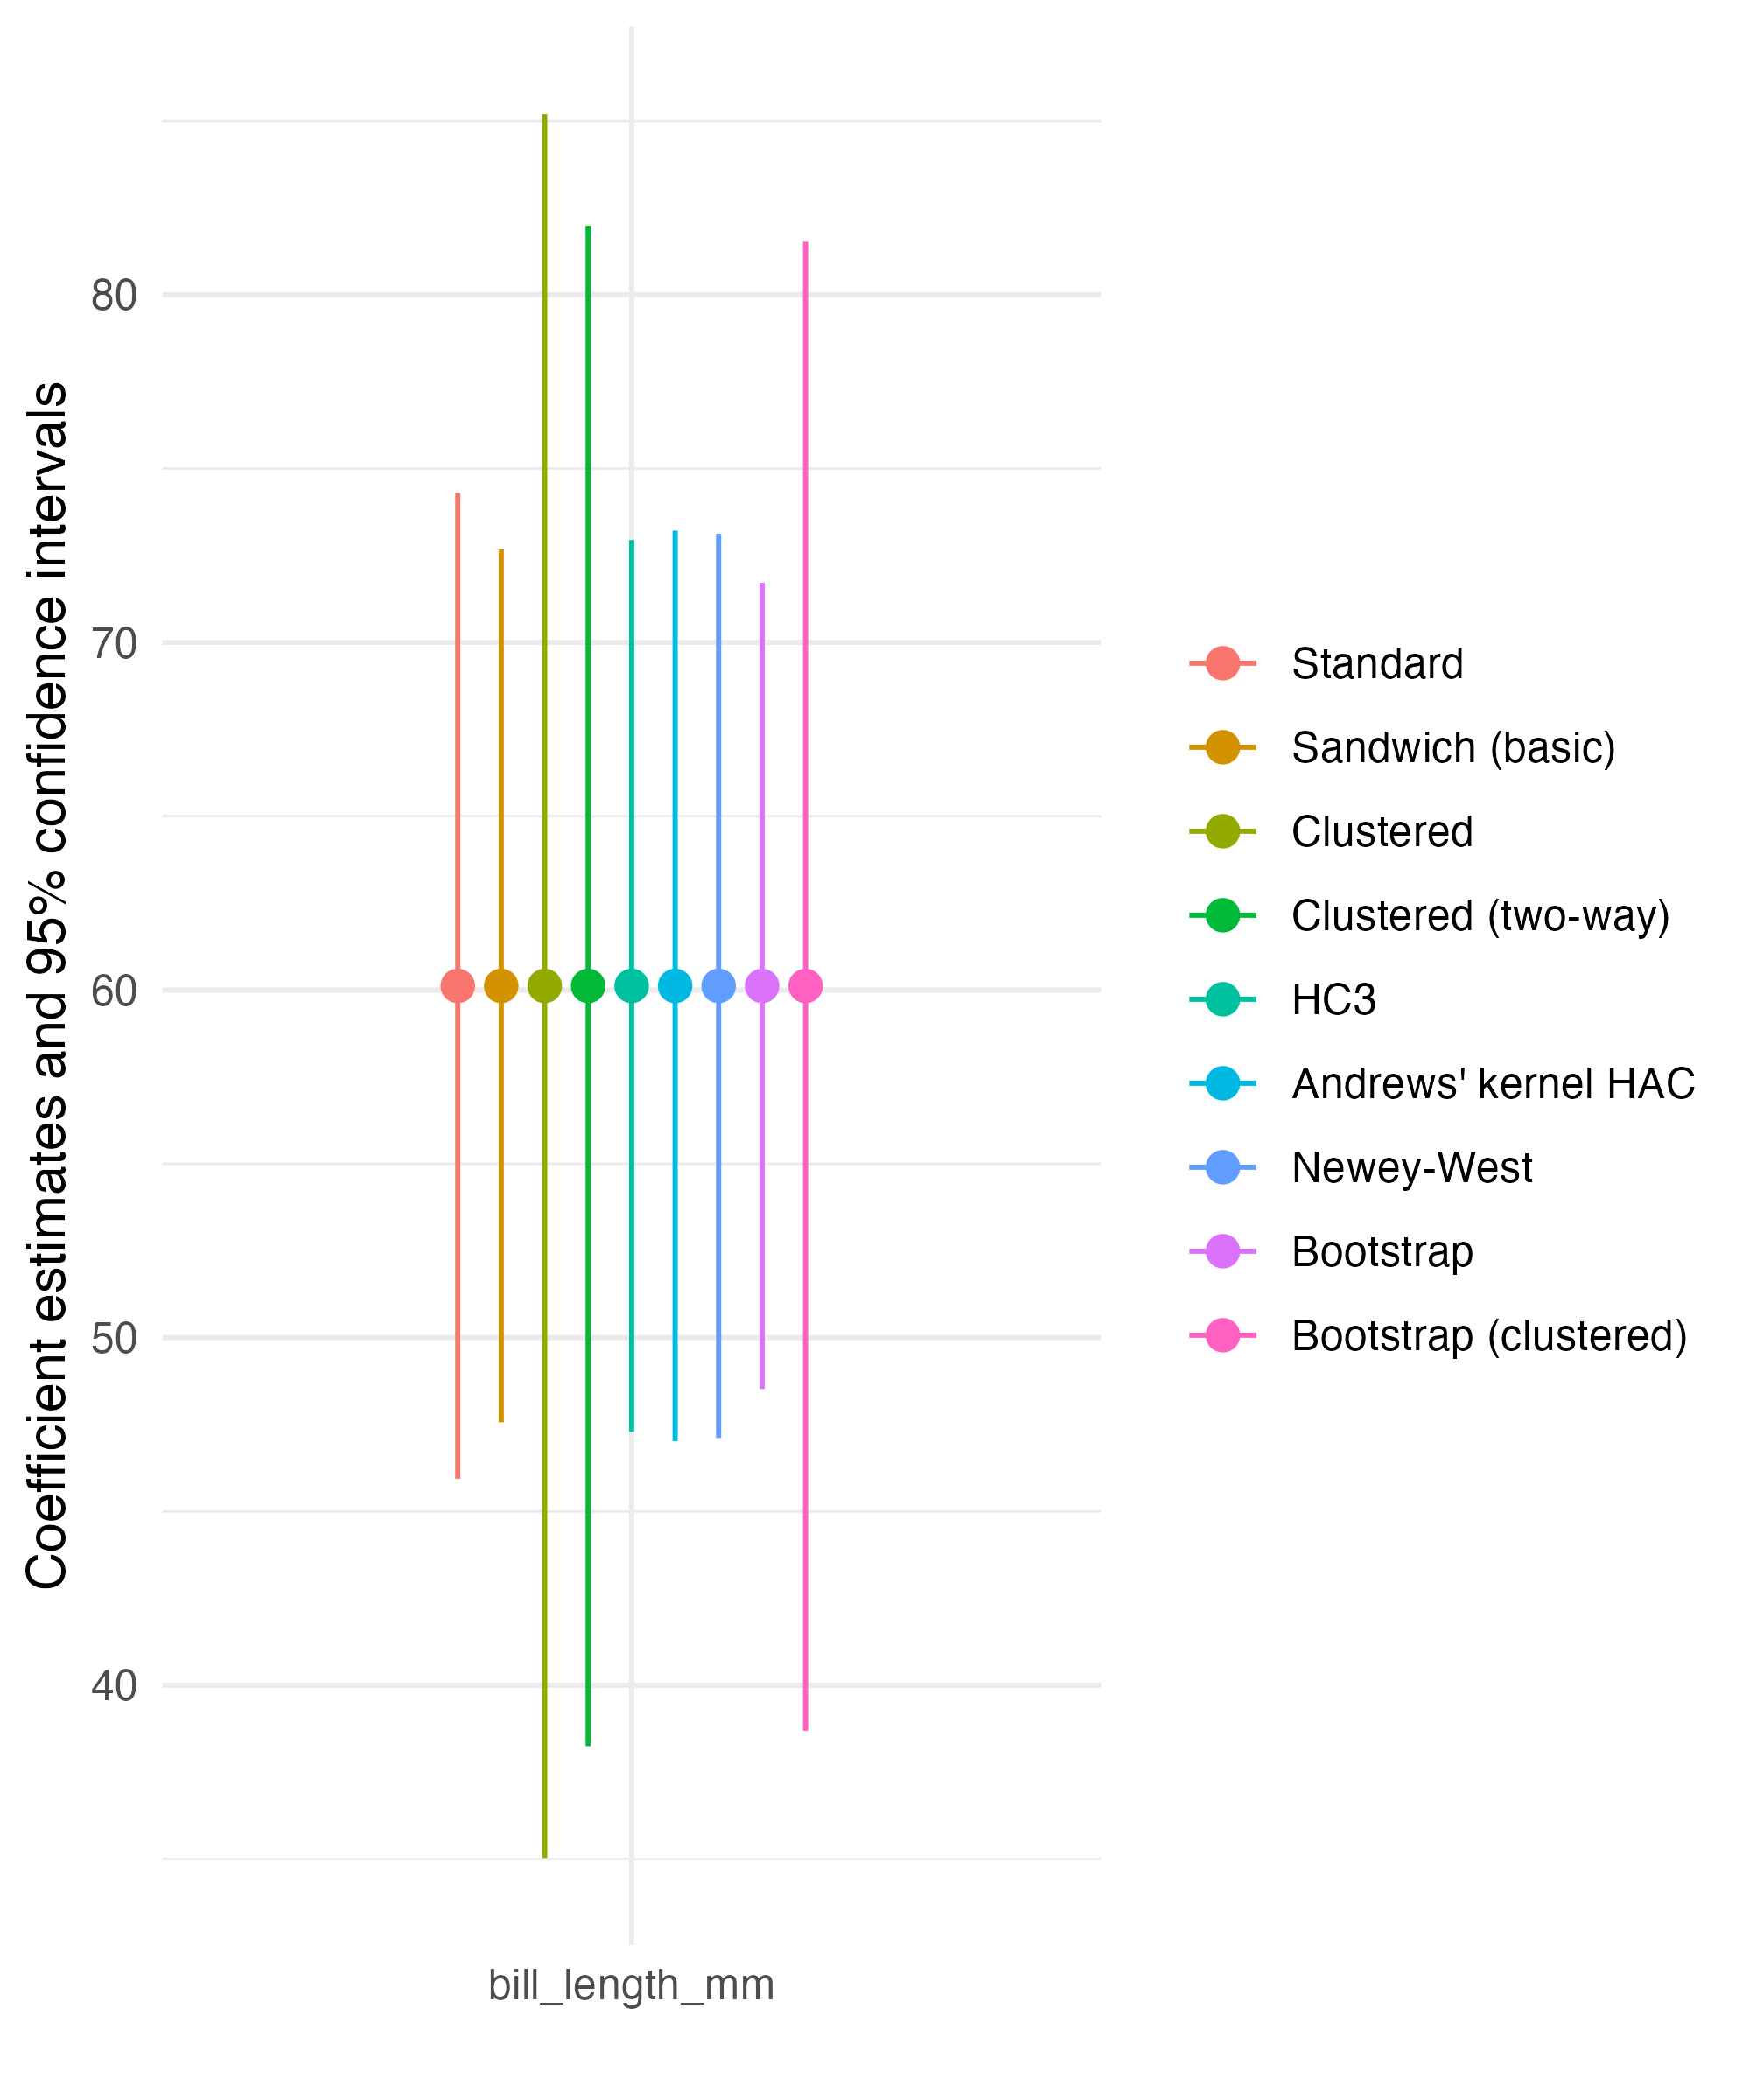 Coefficient estimates and 95% confidence intervals
80
70
60
50
40
bill_length_mm
Standard
Sandwich (basic)
Clustered
Clustered (two-way)
HC3
Andrews' kernel HAC
Newey-West
Bootstrap
Bootstrap (clustered)